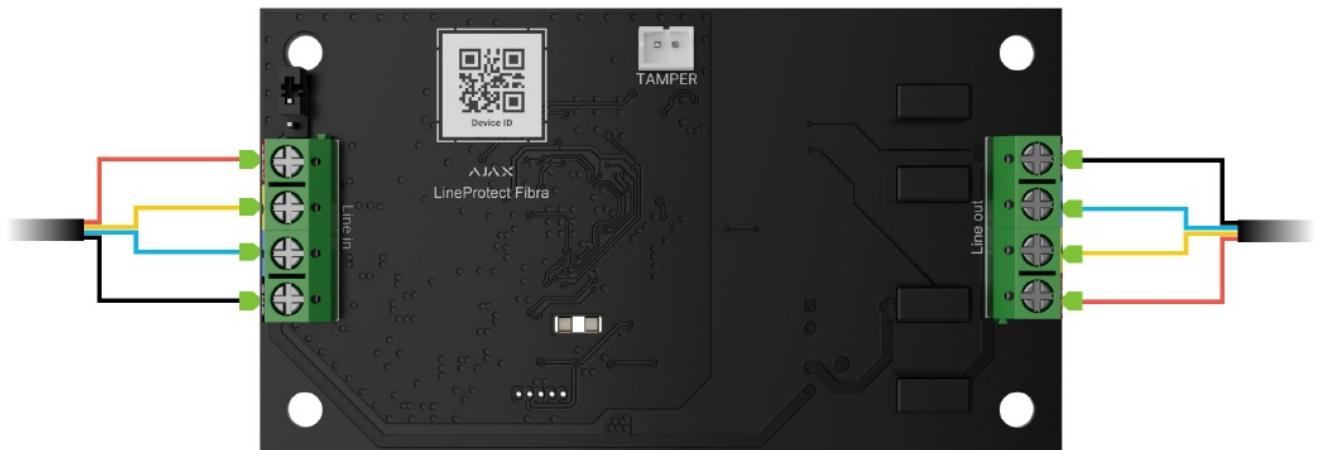 TAMPER
Device ID
AJAX
LineProtect Fibra
Line in
Line out